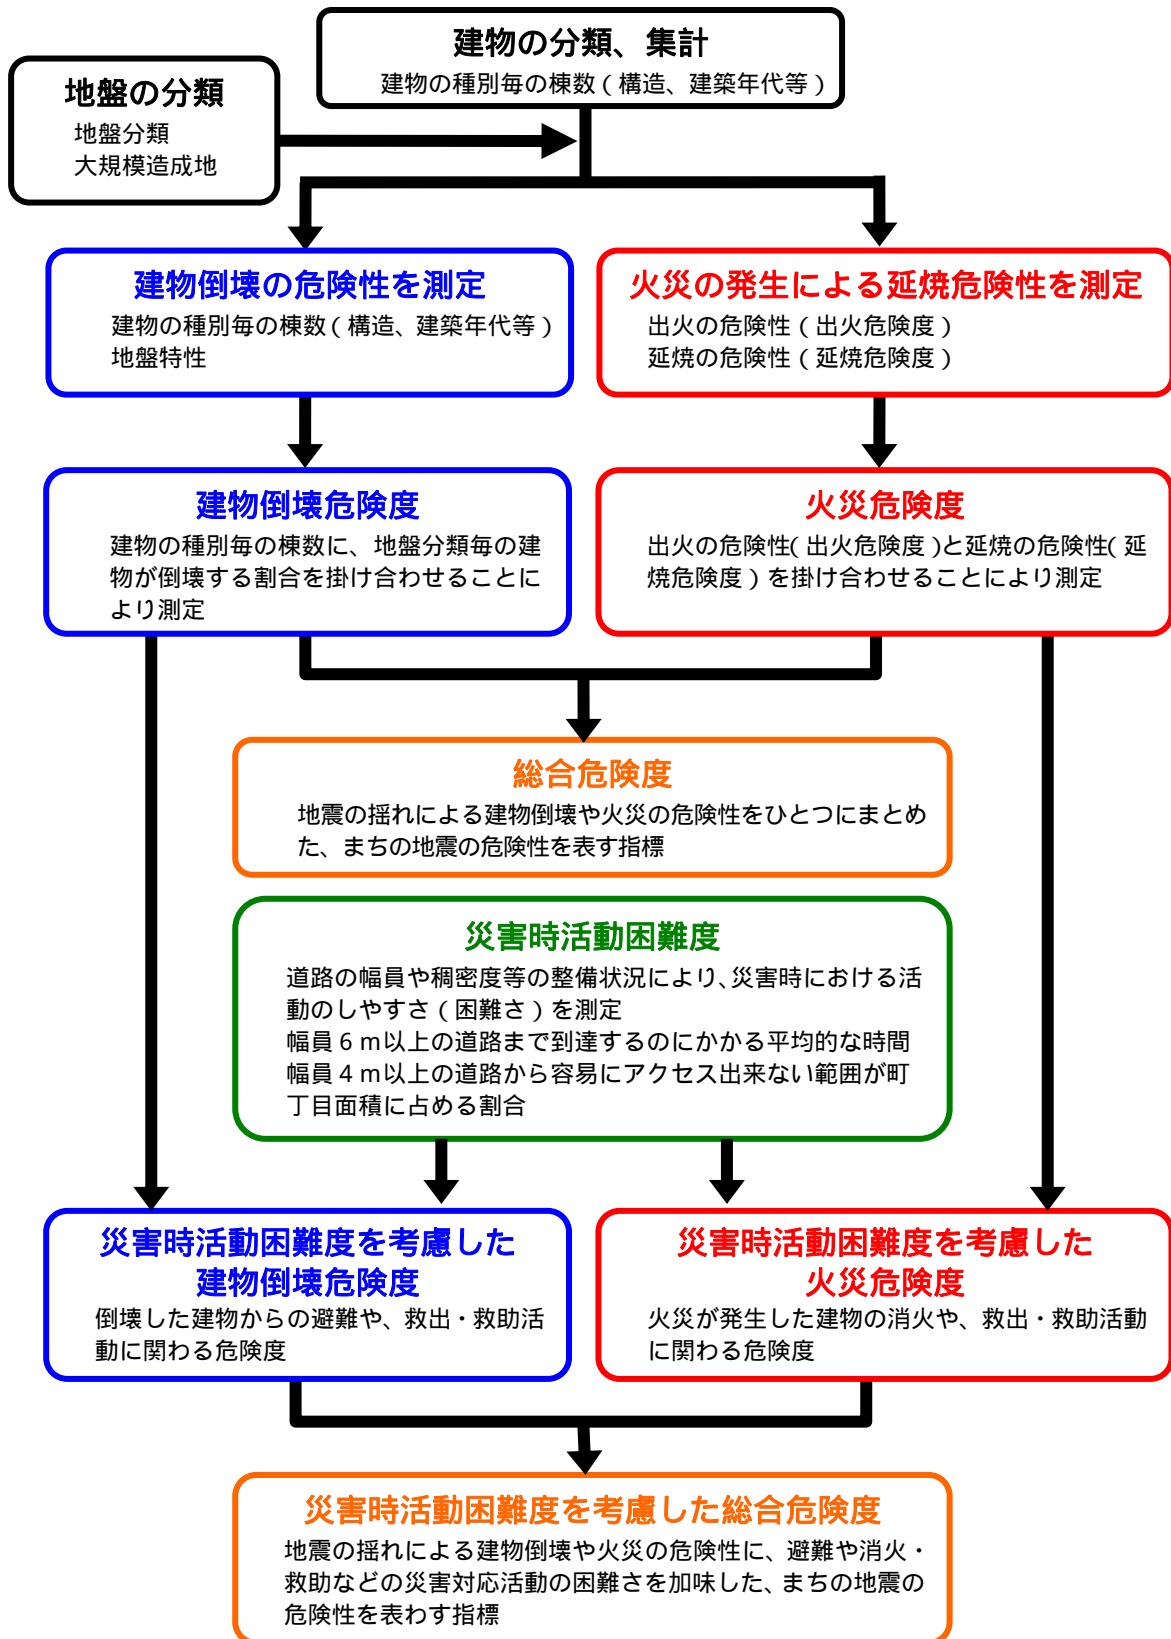 建物の分類、集計
建物の種別毎の棟数(構造、建築年代等)
地盤の分類
地盤分類
大規模造成地
建物倒壊の危険性を測定
建物の種別毎の棟数(構造、建築年代等)
地盤特性
火災の発生による延焼危険性を測定
出火の危険性(出火危険度)
延焼の危険性(延焼危険度)
建物倒壊危険度
建物の種別毎の棟数に、地盤分類毎の建
物が倒壊する割合を掛け合わせることに
より測定
火災危険度
出火の危険性(出火危険度)と延焼の危険性(延
焼危険度)を掛け合わせることにより測定
総合危険度
地震の揺れによる建物倒壊や火災の危険性をひとつにまとめ
た、まちの地震の危険性を表す指標
災害時活動困難度
道路の幅員や稠密度等の整備状況により、災害時における活
動のしやすさ(困難さ)を測定
幅員6m以上の道路まで到達するのにかかる平均的な時間
幅員4m以上の道路から容易にアクセス出来ない範囲が町
丁目面積に占める割合
災害時活動困難度を考慮した
建物倒壊危険度
倒壊した建物からの避難や、救出・救助活
動に関わる危険度
災害時活動困難度を考慮した
火災危険度
火災が発生した建物の消火や、救出・救助活動
に関わる危険度
災害時活動困難度を考慮した総合危険度
地震の揺れによる建物倒壊や火災の危険性に、避難や消火・
救助などの災害対応活動の困難さを加味した、まちの地震の
危険性を表わす指標